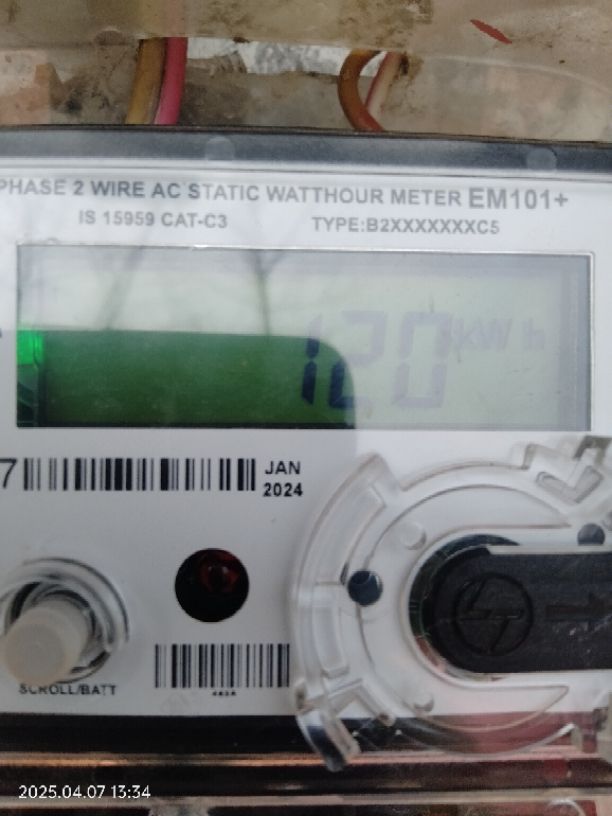 PHASE 2 WIRE AC STATIC WATTHOUR METER EM101+
IS 15959 CAT-C3 TYPE:B2XXXXXXXC5
120 kWh
7 JAN
2024
SCROLL/BATT
2025.04.07 13:34